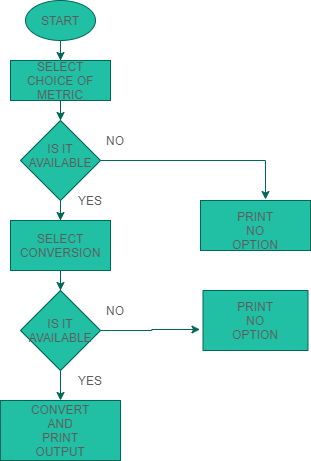 START
SELECT
CHOICE OF
METRIC
IS IT
AVAILABLE
NO
YES
PRINT
NO
OPTION
SELECT
CONVERSION
IS IT
AVAILABLE
NO
YES
PRINT
NO
OPTION
CONVERT
AND
PRINT
OUTPUT